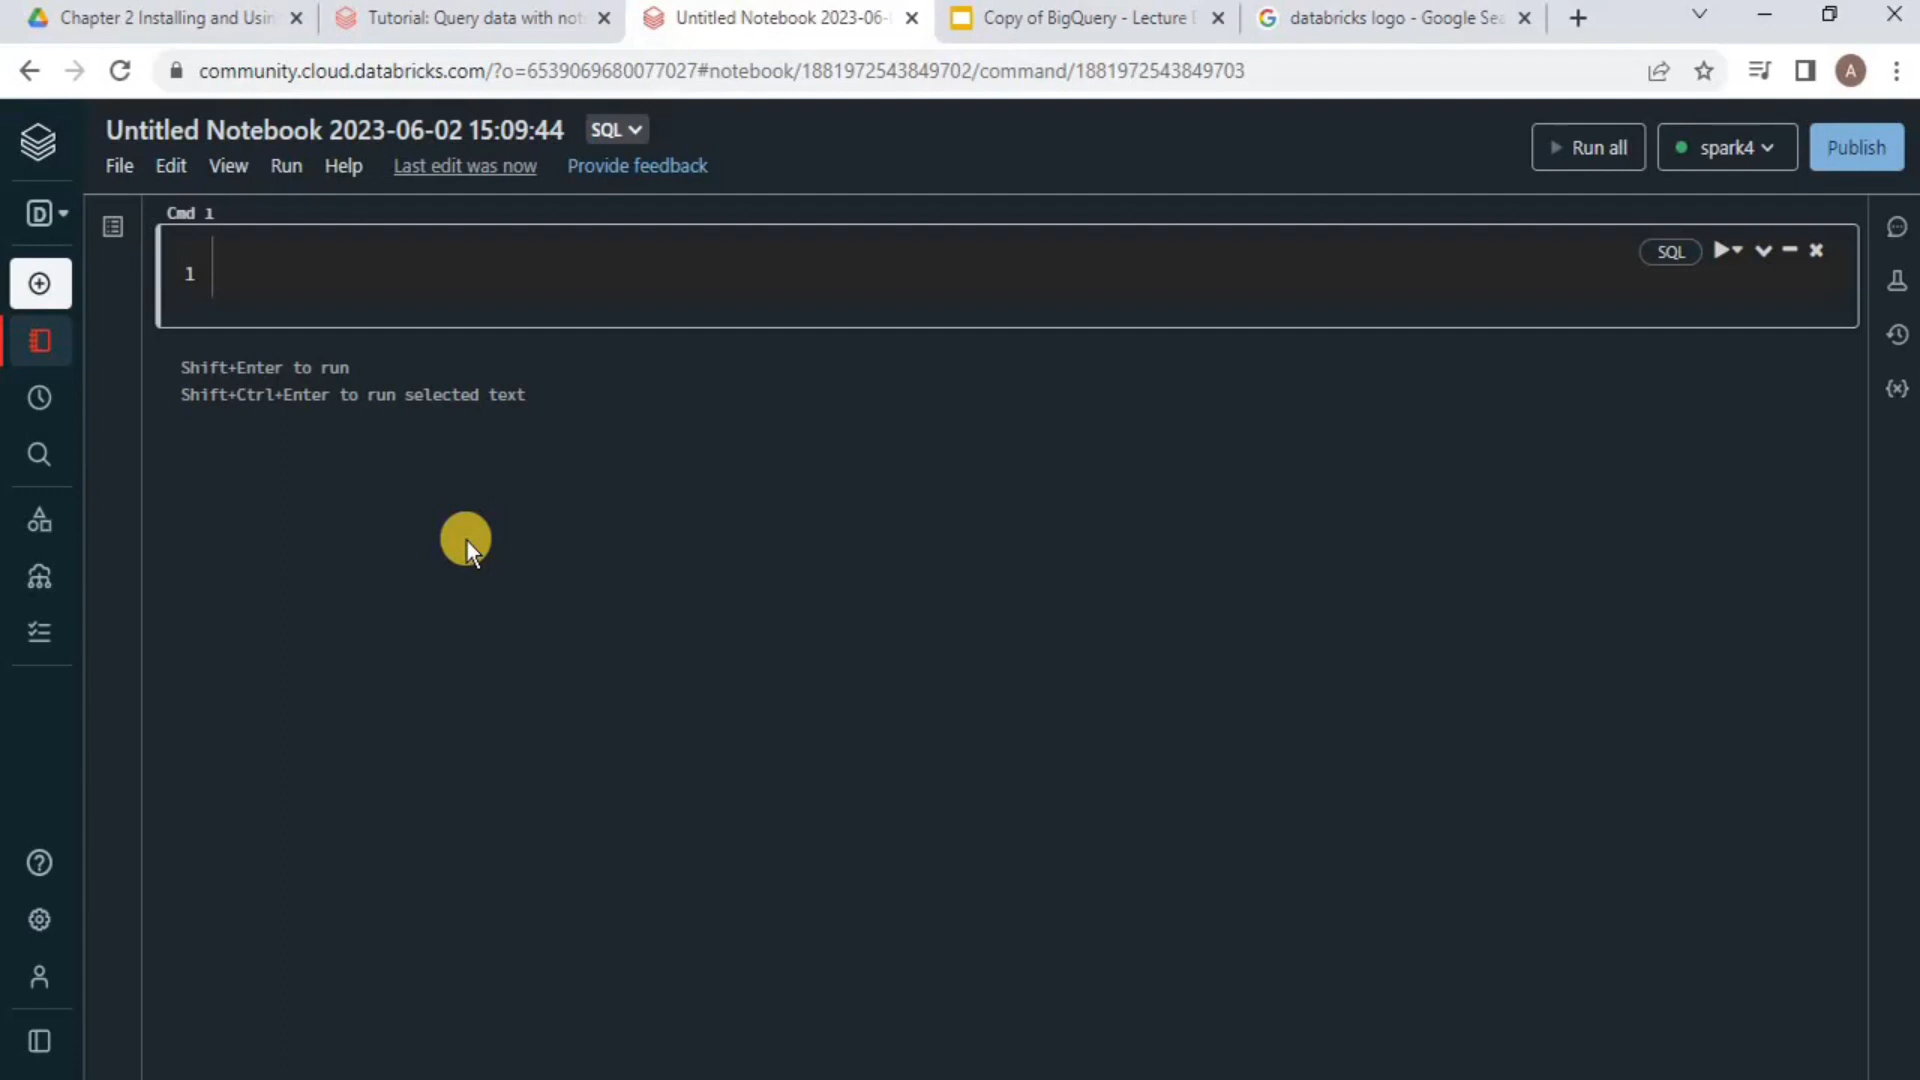 Chapter 2 Installing and Usin
Tutorial: Query data with not
Untitled Notebook 2023-06-
Copy of BigQuery - Lecture
databricks logo - Google Sea
community.cloud.databricks.com/?o=6539069680077027#notebook/1881972543849702/command/1881972543849703
A
Untitled Notebook 2023-06-02 15:09:44 SQL
File Edit View Run Help Last edit was now Provide feedback
Run all spark4 Publish
D
Cmd 1
1
SQL
Shift+Enter to run
Shift+Ctrl+Enter to run selected text